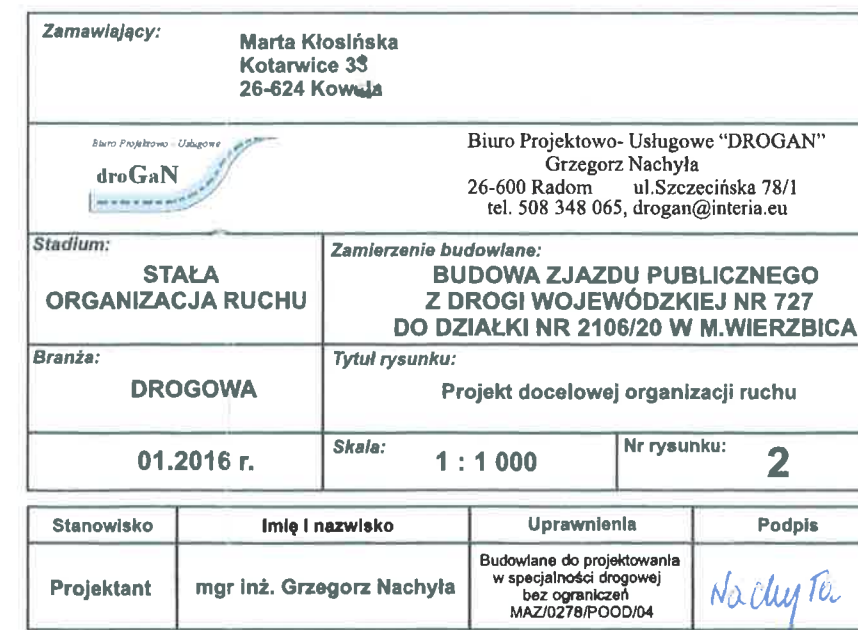 Zamawiający:
Marta Kłosińska
Kotarwice 33
26-624 Kowala
Biuro Projektowo - Usługowe
droGaN
Biuro Projektowo- Usługowe “DROGAN”
Grzegorz Nachyła
26-600 Radom ul.Szczecińska 78/1
tel. 508 348 065, drogan@interia.eu
Stadium:
STAŁA
ORGANIZACJA RUCHU
Zamierzenie budowlane:
BUDOWA ZJAZDU PUBLICZNEGO
Z DROGI WOJEWÓDZKIEJ NR 727
DO DZIAŁKI NR 2106/20 W M.WIERZBICA
Branża:
DROGOWA
Tytuł rysunku:
Projekt docelowej organizacji ruchu
01.2016 r.
Skala:
1 : 1 000
Nr rysunku:
2
Stanowisko Imię i nazwisko Uprawnienia Podpis
Projektant
mgr inż. Grzegorz Nachyła
Budowlane do projektowania
w specjalności drogowej
bez ograniczeń
MAZ/0278/POOD/04
Nachyła